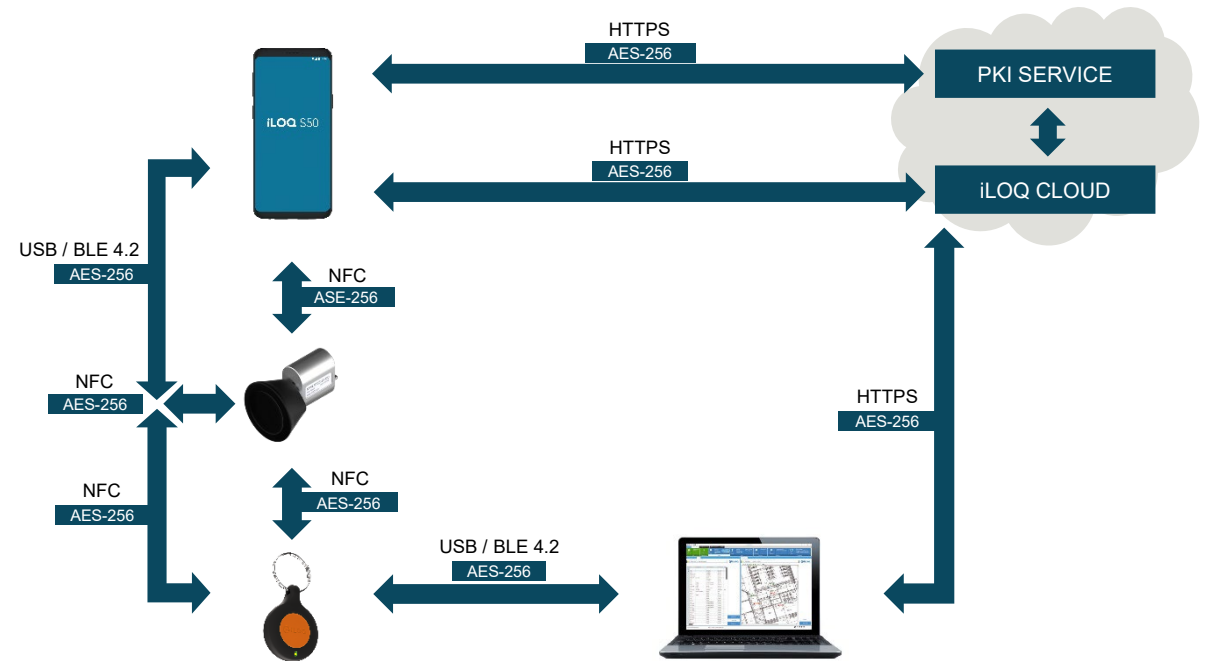 HTTPS
AES-256
PKI SERVICE
iLOQ S50
HTTPS
AES-256
iLOQ CLOUD
USB / BLE 4.2
AES-256
NFC
ASE-256
NFC
AES-256
HTTPS
AES-256
NFC
AES-256
NFC
AES-256
USB / BLE 4.2
AES-256